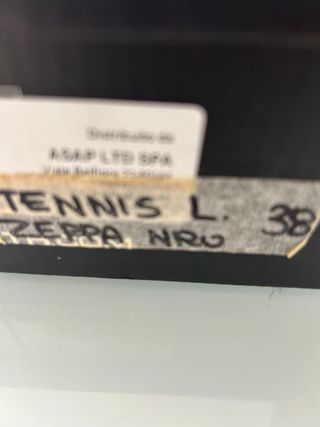 Distribuito da
ASAP LTD SPA
TENNIS L. 38
ZEPPA NRO